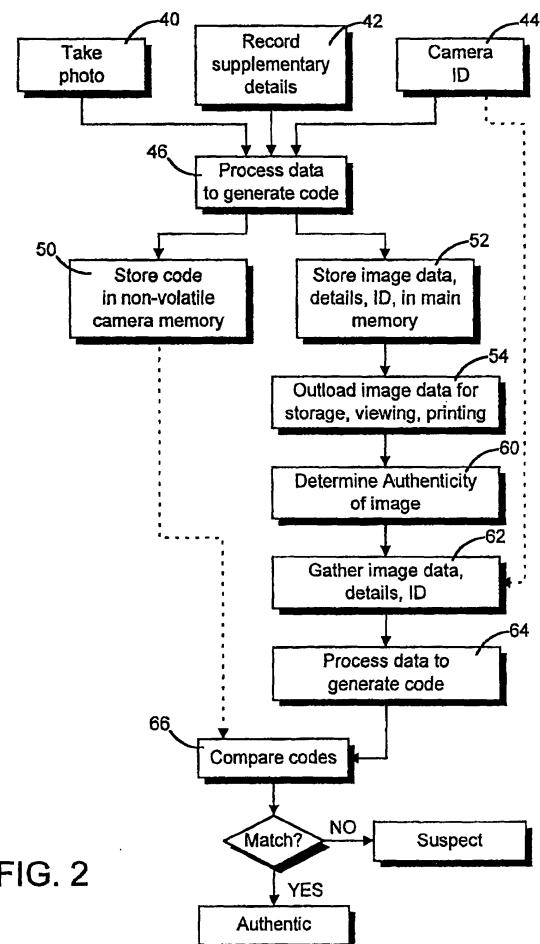 40
Take
photo
42
Record
supplementary
details
44
Camera
ID
46
Process data
to generate code
50
Store code
in non-volatile
camera memory
52
Store image data,
details, ID, in main
memory
54
Outload image data for
storage, viewing, printing
60
Determine Authenticity
of image
62
Gather image data,
details, ID
64
Process data to
generate code
66
Compare codes
Match?
NO
Suspect
YES
Authentic
FIG. 2